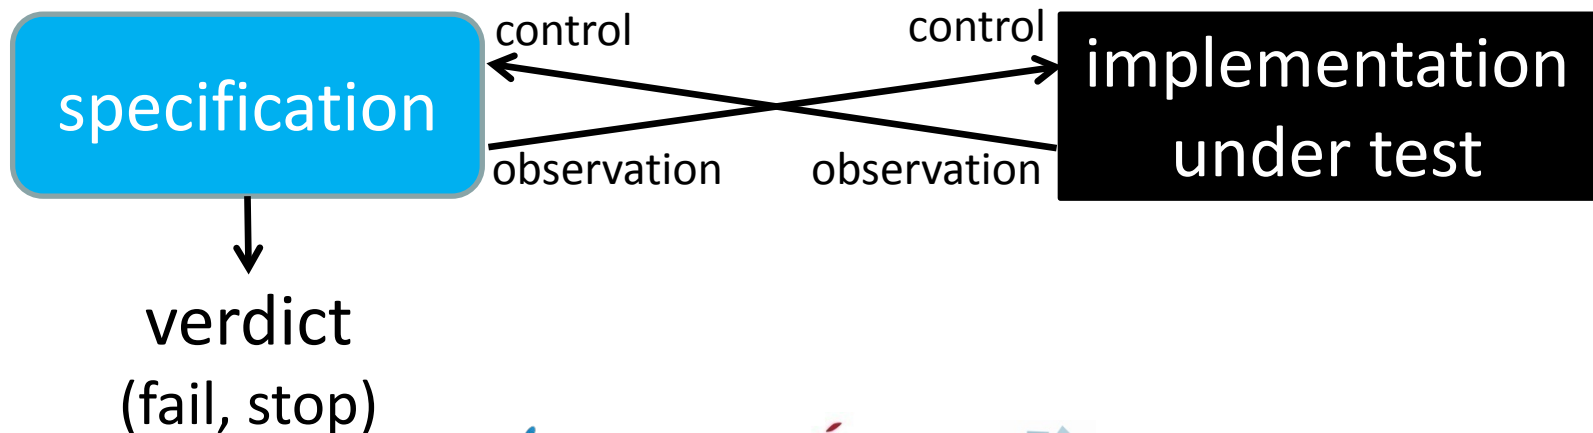 control
control
specification
implementation
under test
observation
observation
verdict
(fail, stop)